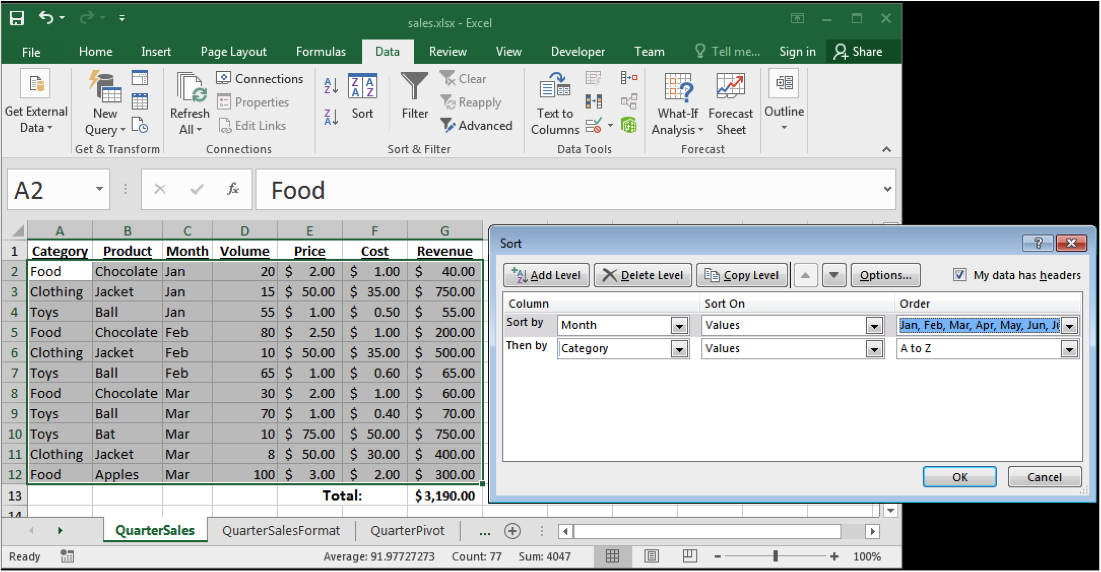 sales.xlsx - Excel
File Home Insert Page Layout Formulas Data Review View Developer Team Tell me... Sign in Share
Get External Data
New Query
Get & Transform
Refresh All
Connections
Properties
Edit Links
Connections
Sort
Filter
Clear
Reapply
Advanced
Sort & Filter
Text to Columns
Data Tools
What-If Analysis
Forecast Sheet
Forecast
Outline
A2 fx Food
A B C D E F G
1 Category Product Month Volume Price Cost Revenue
2 Food Chocolate Jan 20 $ 2.00 $ 1.00 $ 40.00
3 Clothing Jacket Jan 15 $ 50.00 $ 35.00 $ 750.00
4 Toys Ball Jan 55 $ 1.00 $ 0.50 $ 55.00
5 Food Chocolate Feb 80 $ 2.50 $ 1.00 $ 200.00
6 Clothing Jacket Feb 10 $ 50.00 $ 35.00 $ 500.00
7 Toys Ball Feb 65 $ 1.00 $ 0.60 $ 65.00
8 Food Chocolate Mar 30 $ 2.00 $ 1.00 $ 60.00
9 Toys Ball Mar 70 $ 1.00 $ 0.40 $ 70.00
10 Toys Bat Mar 10 $ 75.00 $ 50.00 $ 750.00
11 Clothing Jacket Mar 8 $ 50.00 $ 30.00 $ 400.00
12 Food Apples Mar 100 $ 3.00 $ 2.00 $ 300.00
13 Total: $ 3,190.00
14
Sort
Add Level Delete Level Copy Level Options... My data has headers
Column Sort On Order
Sort by Month Values Jan, Feb, Mar, Apr, May, Jun,
Then by Category Values A to Z
OK Cancel
QuarterSales QuarterSalesFormat QuarterPivot ...
Ready Average: 91.97727273 Count: 77 Sum: 4047 100%